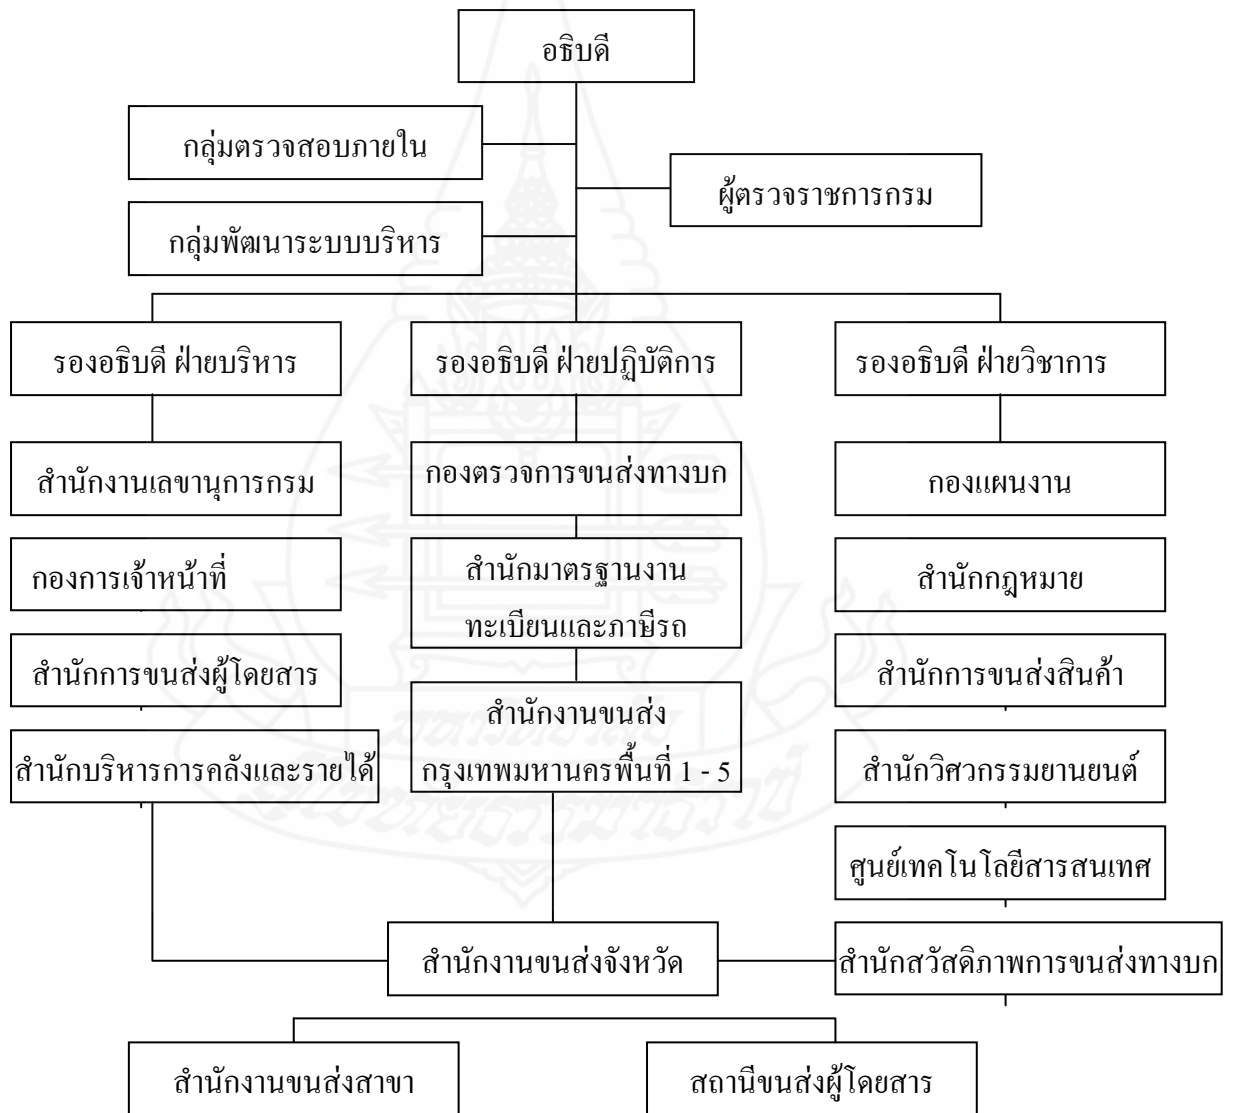 อธิบดี
กลุ่มตรวจสอบภายใน
ผู้ตรวจราชการกรม
กลุ่มพัฒนาระบบบริหาร
รองอธิบดี ฝ่ายบริหาร
รองอธิบดี ฝ่ายปฏิบัติการ
รองอธิบดี ฝ่ายวิชาการ
สำนักงานเลขานุการกรม
กองตรวจการขนส่งทางบก
กองแผนงาน
กองการเจ้าหน้าที่
สำนักมาตรฐานงาน
ทะเบียนและภาษีรถ
สำนักกฎหมาย
สำนักการขนส่งผู้โดยสาร
สำนักงานขนส่ง
กรุงเทพมหานครพื้นที่ 1 - 5
สำนักการขนส่งสินค้า
สำนักบริหารการคลังและรายได้
สำนักวิศวกรรมยานยนต์
ศูนย์เทคโนโลยีสารสนเทศ
สำนักงานขนส่งจังหวัด
สำนักสวัสดิภาพการขนส่งทางบก
สำนักงานขนส่งสาขา
สถานีขนส่งผู้โดยสาร